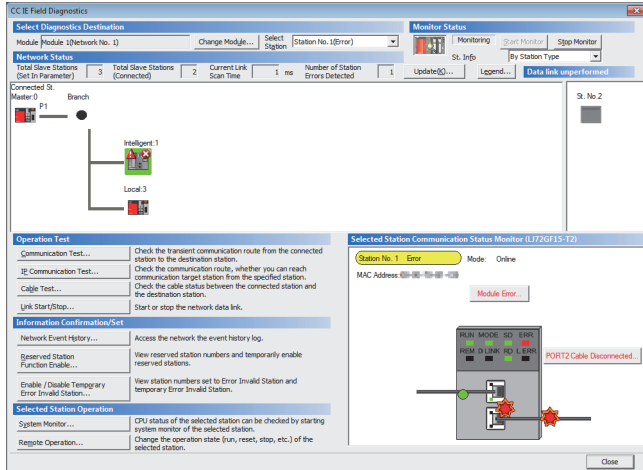 CC IE Field Diagnostics
Select Diagnostics Destination
Monitor Status
Module Module 1(Network No. 1)
Change Module...
Select Station
Station No.1(Error)
Monitoring
Start Monitor
Stop Monitor
St. Info
By Station Type
Network Status
Total Slave Stations (Set In Parameter) 3
Total Slave Stations (Connected) 2
Current Link Scan Time 1 ms
Number of Station Errors Detected 1
Update(K)...
Legend...
Data link unperformed
Connected St.
Master:0
Branch
P1
St. No.2
Intelligent:1
Local:3
Operation Test
Communication Test...
Check the transient communication route from the connected
station to the destination station.
IP Communication Test...
Check the communication route, whether you can reach
communication target station from the specified station.
Cable Test...
Check the cable status between the connected station and
the destination station.
Link Start/Stop...
Start or stop the network data link.
Information Confirmation/Set
Network Event History...
Access the network the event history log.
Reserved Station
Function Enable...
View reserved station numbers and temporarily enable
reserved stations.
Enable / Disable Temporary
Error Invalid Station...
View station numbers set to Error Invalid Station and
temporary Error Invalid Station.
Selected Station Operation
System Monitor...
CPU status of the selected station can be checked by starting
system monitor of the selected station.
Remote Operation...
Change the operation state (run, reset, stop, etc.) of the
selected station.
Selected Station Communication Status Monitor (LJ72GF15-T2)
Station No. 1 Error
Mode: Online
MAC Address:
Module Error...
RUN MODE SD ERR.
REM D LINK RD L ERR
PORT2 Cable Disconnected...
Close